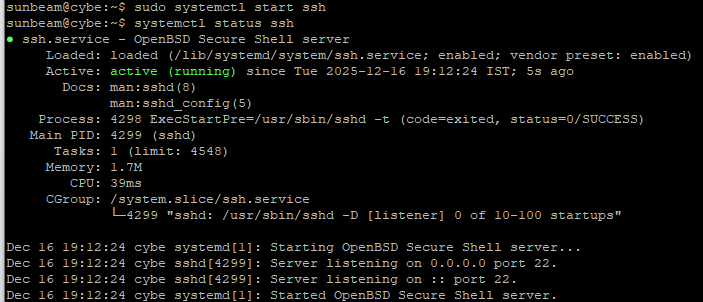 sunbeam@cybe:~$ sudo systemctl start ssh
sunbeam@cybe:~$ systemctl status ssh
● ssh.service - OpenBSD Secure Shell server
     Loaded: loaded (/lib/systemd/system/ssh.service; enabled; vendor preset: enabled)
     Active: active (running) since Tue 2025-12-16 19:12:24 IST; 5s ago
       Docs: man:sshd(8)
             man:sshd_config(5)
    Process: 4298 ExecStartPre=/usr/sbin/sshd -t (code=exited, status=0/SUCCESS)
   Main PID: 4299 (sshd)
      Tasks: 1 (limit: 4548)
     Memory: 1.7M
        CPU: 39ms
     CGroup: /system.slice/ssh.service
             └─4299 "sshd: /usr/sbin/sshd -D [listener] 0 of 10-100 startups"

Dec 16 19:12:24 cybe systemd[1]: Starting OpenBSD Secure Shell server...
Dec 16 19:12:24 cybe sshd[4299]: Server listening on 0.0.0.0 port 22.
Dec 16 19:12:24 cybe sshd[4299]: Server listening on :: port 22.
Dec 16 19:12:24 cybe systemd[1]: Started OpenBSD Secure Shell server.